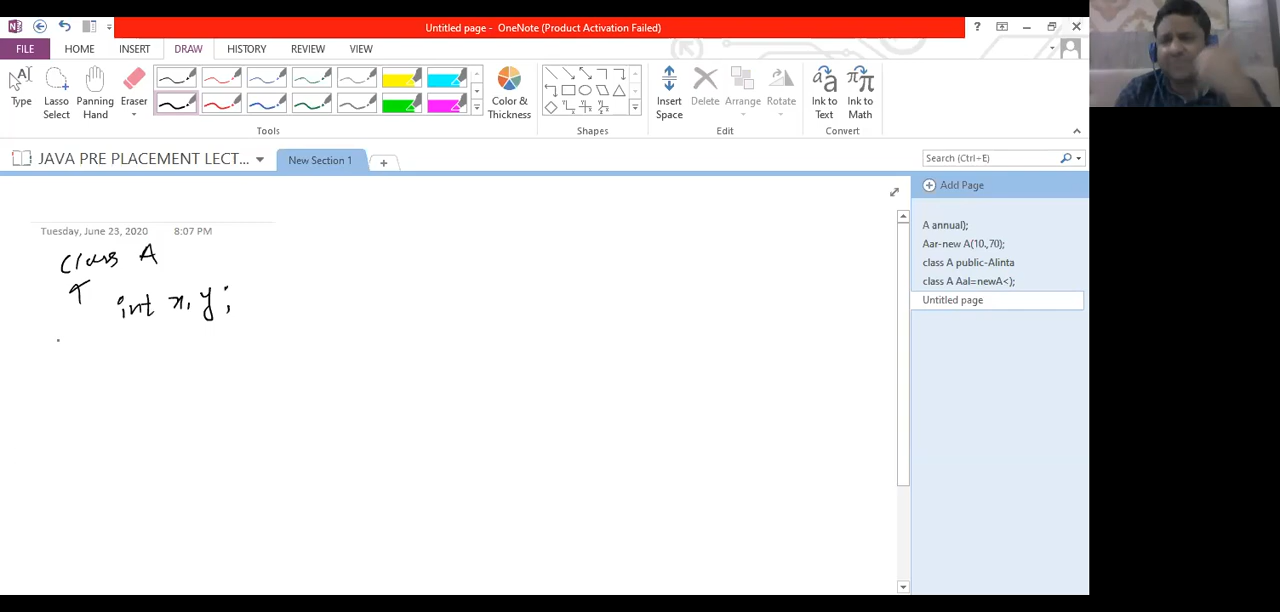 Untitled page - OneNote (Product Activation Failed)
FILE HOME INSERT DRAW HISTORY REVIEW VIEW
Type
Lasso Select
Panning Hand
Eraser
Color & Thickness
Insert Space
Delete
Arrange
Rotate
Ink to Text
Ink to Math
Tools
Shapes
Edit
Convert
JAVA PRE PLACEMENT LECT...
New Section 1
Search (Ctrl+E)
Add Page
A annual);
Aar-new A(10.,70);
class A public-Alinta
class A Aal=newA<);
Untitled page
Tuesday, June 23, 2020 8:07 PM
class A
int x, y;